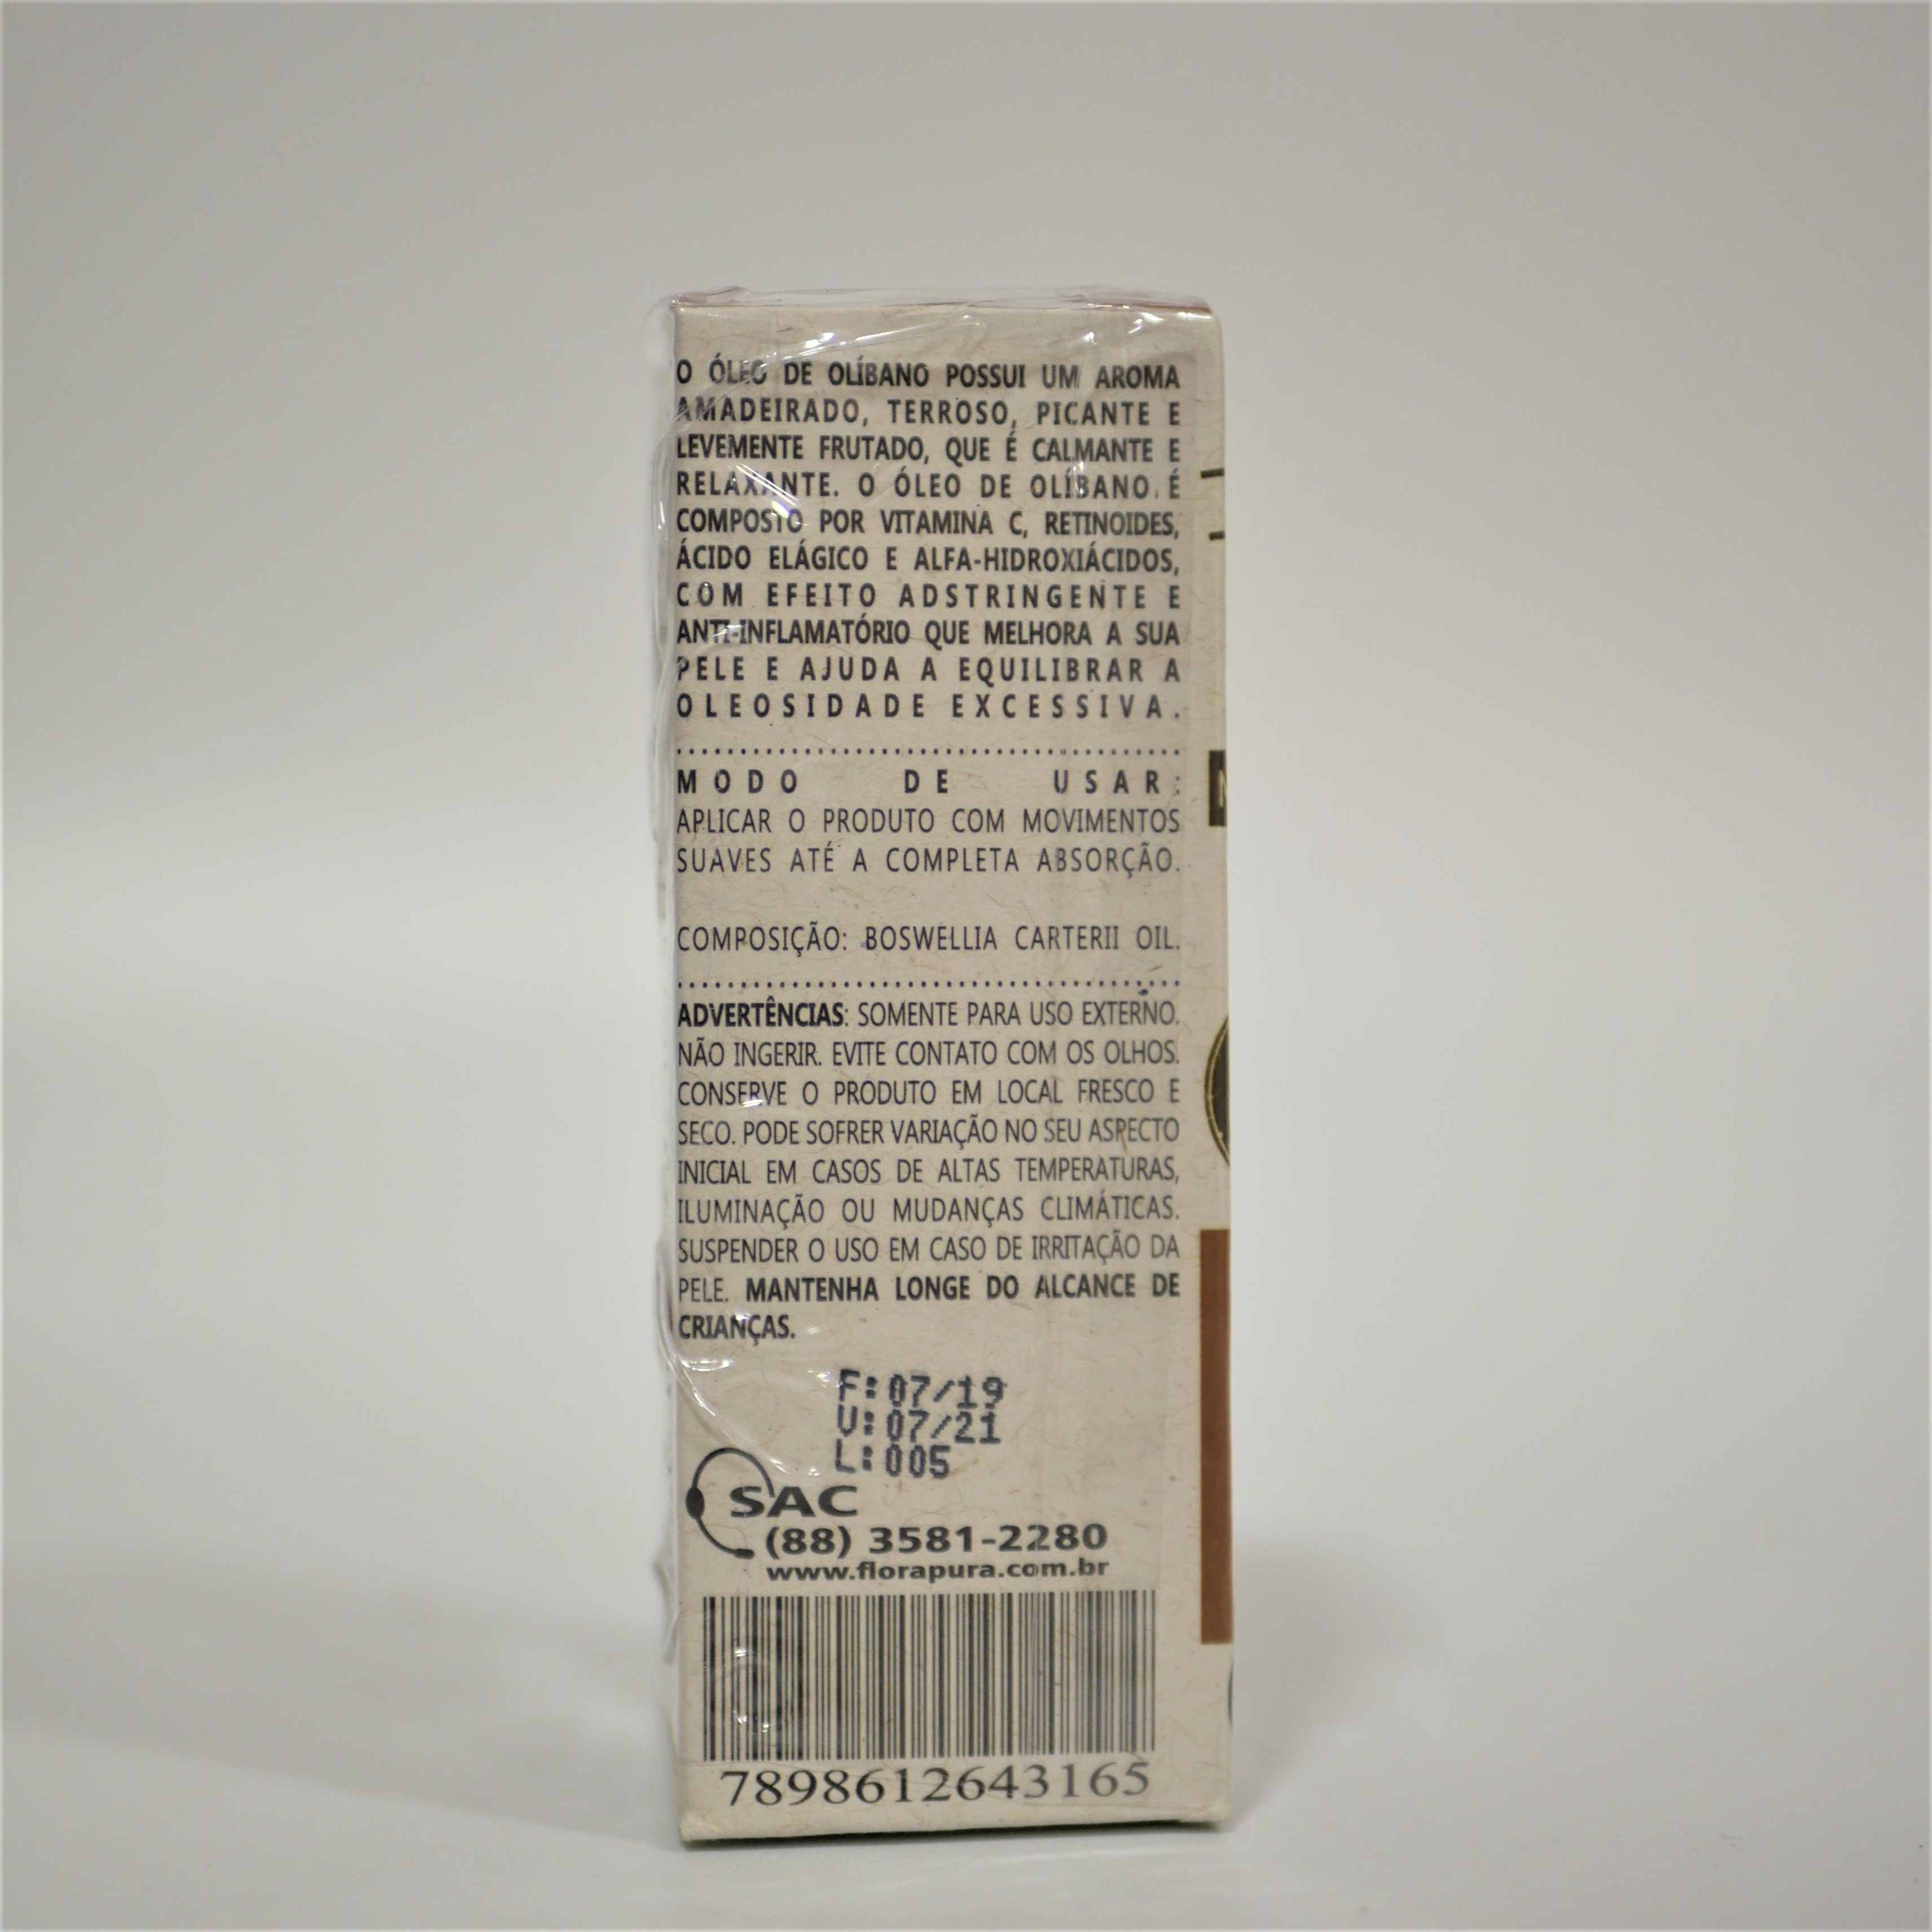 O ÓLEO DE OLÍBANO POSSUI UM AROMA
AMADEIRADO, TERROSO, PICANTE E
LEVEMENTE FRUTADO, QUE É CALMANTE E
RELAXANTE. O ÓLEO DE OLÍBANO É
COMPOSTO POR VITAMINA C, RETINOIDES,
ÁCIDO ELÁGICO E ALFA-HIDROXIÁCIDOS,
COM EFEITO ADSTRINGENTE E
ANTI-INFLAMATÓRIO QUE MELHORA A SUA
PELE E AJUDA A EQUILIBRAR A
OLEOSIDADE EXCESSIVA.
MODO DE USAR:
APLICAR O PRODUTO COM MOVIMENTOS
SUAVES ATÉ A COMPLETA ABSORÇÃO.
COMPOSIÇÃO: BOSWELLIA CARTERII OIL.
ADVERTÊNCIAS: SOMENTE PARA USO EXTERNO.
NÃO INGERIR. EVITE CONTATO COM OS OLHOS.
CONSERVE O PRODUTO EM LOCAL FRESCO E
SECO. PODE SOFRER VARIAÇÃO NO SEU ASPECTO
INICIAL EM CASOS DE ALTAS TEMPERATURAS,
ILUMINAÇÃO OU MUDANÇAS CLIMÁTICAS.
SUSPENDER O USO EM CASO DE IRRITAÇÃO DA
PELE. MANTENHA LONGE DO ALCANCE DE
CRIANÇAS.
F:07/19
V:07/21
L:005
SAC
(88) 3581-2280
www.florapura.com.br
7898612643165